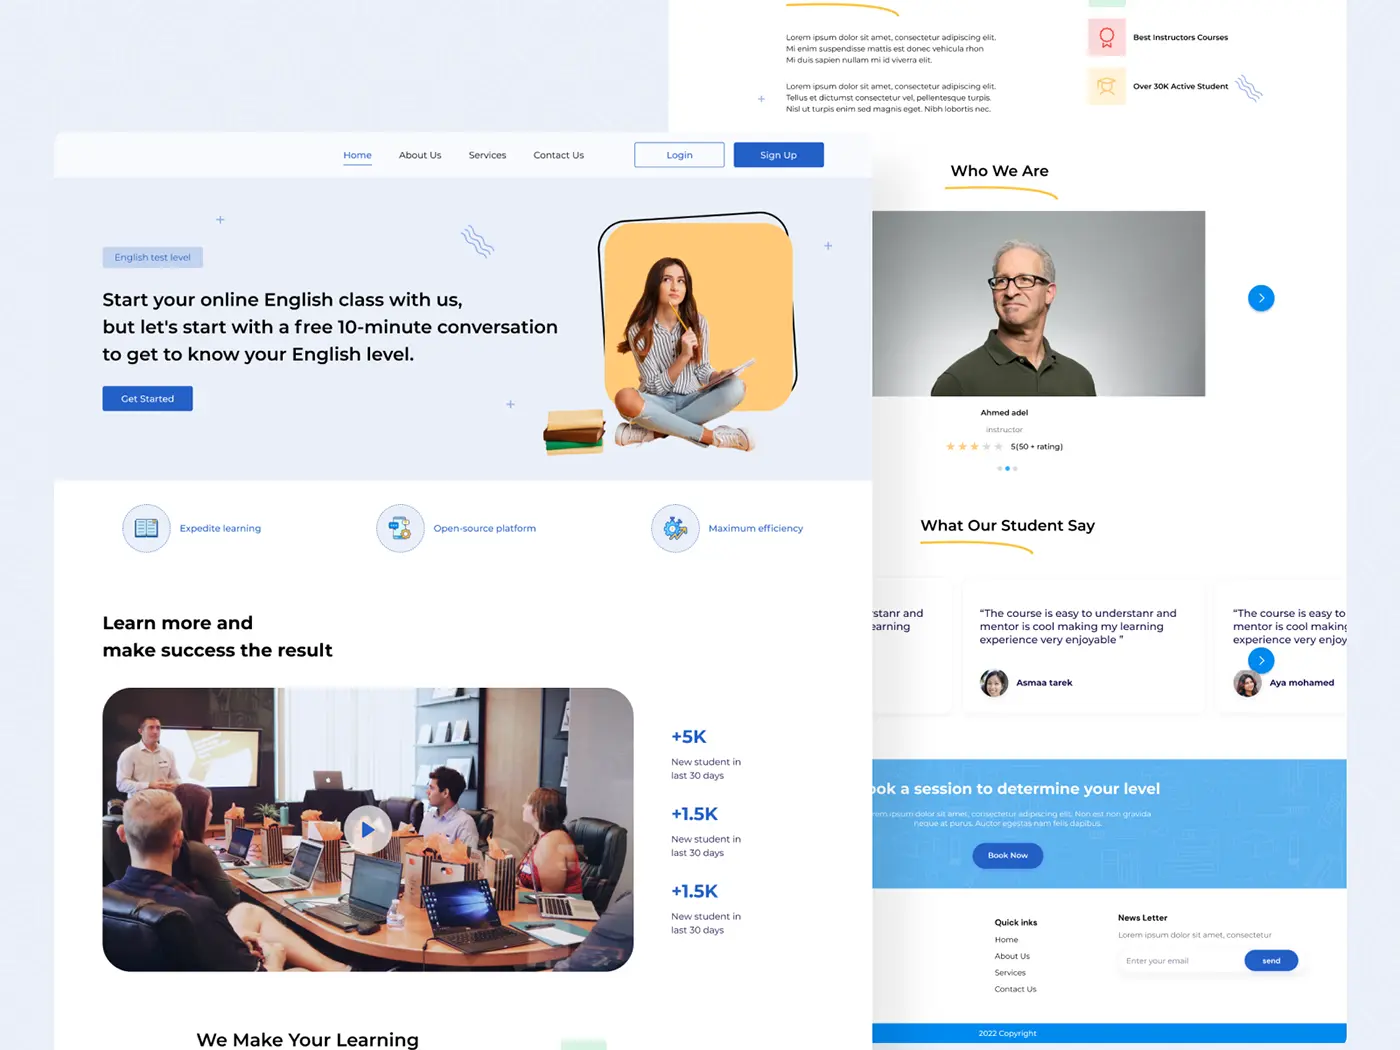 Home
About Us
Services
Contact Us
Login
Sign Up
English test level
Start your online English class with us,
but let's start with a free 10-minute conversation
to get to know your English level.
Get Started
Expedite learning
Open-source platform
Maximum efficiency
Learn more and
make success the result
+5K
New student in
last 30 days
+1.5K
New student in
last 30 days
+1.5K
New student in
last 30 days
We Make Your Learning
Lorem ipsum dolor sit amet, consectetur adipiscing elit.
Mi enim suspendisse mattis est donec vehicula rhon
Mi duis sapien nullam mi id viverra elit.
Lorem ipsum dolor sit amet, consectetur adipiscing elit.
Tellus et dictumst consectetur vel, pellentesque turpis.
Nisl ut turpis enim sed magnis eget. Nibh lobortis nec.
Best Instructors Courses
Over 30K Active Student
Who We Are
Ahmed adel
instructor
5(50 + rating)
What Our Student Say
rstanr and
earning
“The course is easy to understanr and
mentor is cool making my learning
experience very enjoyable ”
Asmaa tarek
“The course is easy to
mentor is cool making
experience very enjoy
Aya mohamed
ook a session to determine your level
ipsum dolor sit amet, consectetur adipiscing elit. Non est non gravida
neque at purus. Auctor egestas nam felis dapibus.
Book Now
Quick inks
Home
About Us
Services
Contact Us
News Letter
Lorem ipsum dolor sit amet, consectetur
Enter your email
send
2022 Copyright